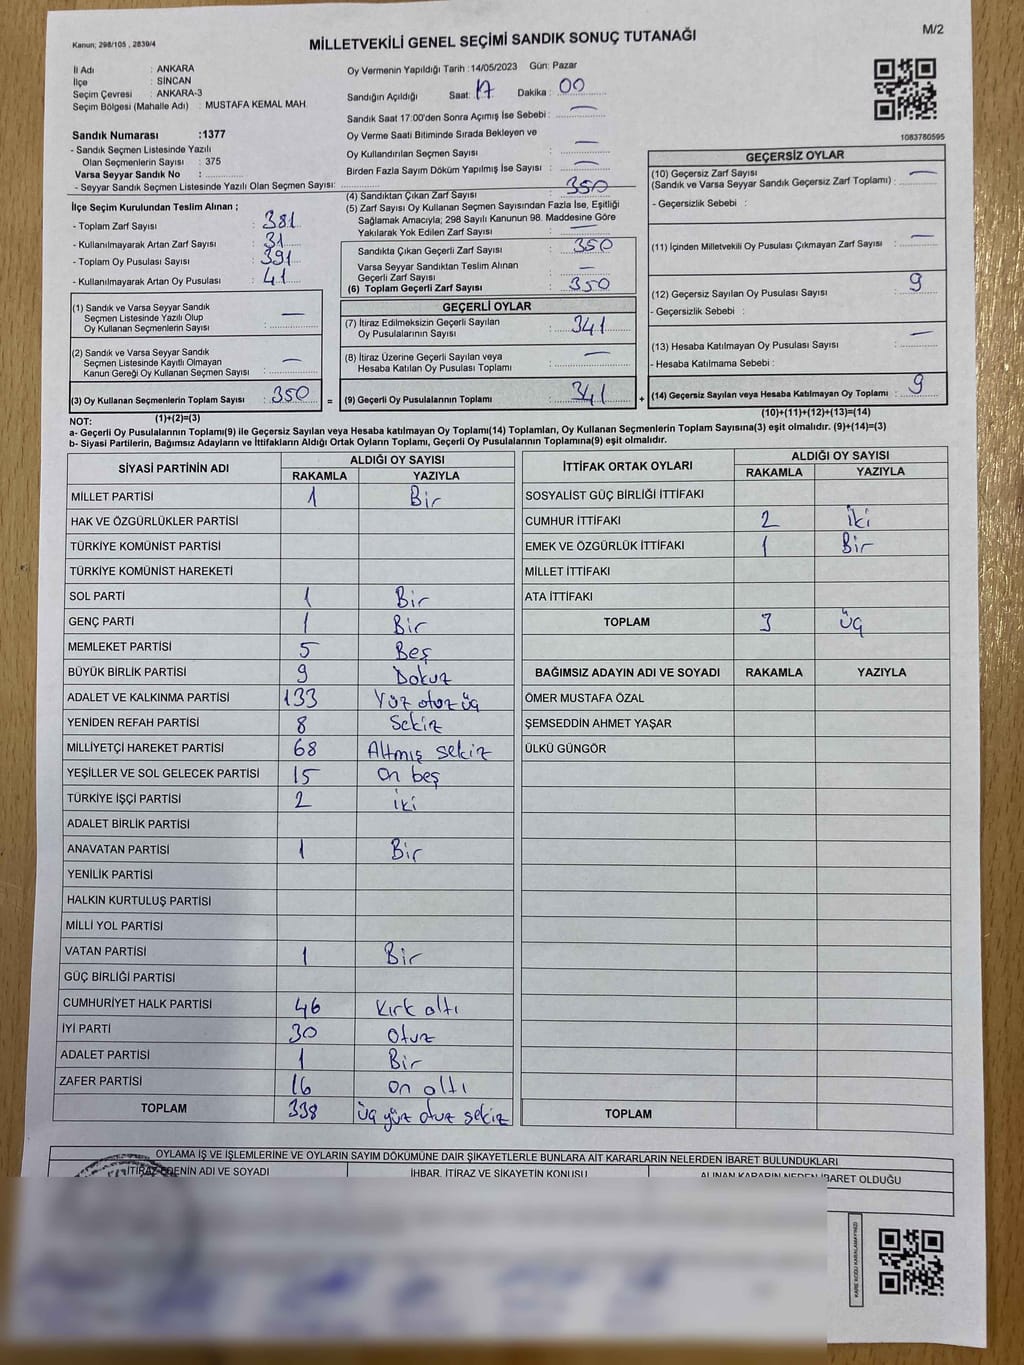 Kanun; 298/105 , 2839/4
MİLLETVEKİLİ GENEL SEÇİMİ SANDIK SONUÇ TUTANAĞI
M/2
İl Adı : ANKARA
İlçe : SİNCAN
Seçim Çevresi : ANKARA-3
Seçim Bölgesi (Mahalle Adı) : MUSTAFA KEMAL MAH.
Sandık Numarası :1377
- Sandık Seçmen Listesinde Yazılı
Olan Seçmenlerin Sayısı : 375
Varsa Seyyar Sandık No :
- Seyyar Sandık Seçmen Listesinde Yazılı Olan Seçmen Sayısı:
Oy Vermenin Yapıldığı Tarih :14/05/2023 Gün: Pazar
Sandığın Açıldığı Saat: 17 Dakika : 00
Sandık Saat 17:00'den Sonra Açımış İse Sebebi : —
Oy Verme Saati Bitiminde Sırada Bekleyen ve
Oy Kullandırılan Seçmen Sayısı : —
Birden Fazla Sayım Döküm Yapılmış İse Sayısı : —
1083780595
İlçe Seçim Kurulundan Teslim Alınan ;
- Toplam Zarf Sayısı : 381
- Kullanılmayarak Artan Zarf Sayısı : 31
- Toplam Oy Pusulası Sayısı : 391
- Kullanılmayarak Artan Oy Pusulası : 41
(1) Sandık ve Varsa Seyyar Sandık
Seçmen Listesinde Yazılı Olup
Oy Kullanan Seçmenlerin Sayısı : —
(2) Sandık ve Varsa Seyyar Sandık
Seçmen Listesinde Kayıtlı Olmayan
Kanun Gereği Oy Kullanan Seçmen Sayısı : —
(3) Oy Kullanan Seçmenlerin Toplam Sayısı : 350 =
(1)+(2)=(3)
(4) Sandıktan Çıkan Zarf Sayısı : 350
(5) Zarf Sayısı Oy Kullanan Seçmen Sayısından Fazla İse, Eşitliği
Sağlamak Amacıyla; 298 Sayılı Kanunun 98. Maddesine Göre
Yakılarak Yok Edilen Zarf Sayısı : —
Sandıkta Çıkan Geçerli Zarf Sayısı : 350
Varsa Seyyar Sandıktan Teslim Alınan
Geçerli Zarf Sayısı : —
(6) Toplam Geçerli Zarf Sayısı : 350
GEÇERLİ OYLAR
(7) İtiraz Edilmeksizin Geçerli Sayılan
Oy Pusulalarının Sayısı : 341
(8) İtiraz Üzerine Geçerli Sayılan veya
Hesaba Katılan Oy Pusulası Toplamı : —
(9) Geçerli Oy Pusulalarının Toplamı : 341 +
GEÇERSİZ OYLAR
(10) Geçersiz Zarf Sayısı : —
(Sandık ve Varsa Seyyar Sandık Geçersiz Zarf Toplamı)
- Geçersizlik Sebebi :
(11) İçinden Milletvekili Oy Pusulası Çıkmayan Zarf Sayısı : —
(12) Geçersiz Sayılan Oy Pusulası Sayısı : 9
- Geçersizlik Sebebi :
(13) Hesaba Katılmayan Oy Pusulası Sayısı : —
- Hesaba Katılmama Sebebi :
(14) Geçersiz Sayılan veya Hesaba Katılmayan Oy Toplamı : 9
(10)+(11)+(12)+(13)=(14)
NOT:
a- Geçerli Oy Pusulalarının Toplamı(9) ile Geçersiz Sayılan veya Hesaba katılmayan Oy Toplamı(14) Toplamları, Oy Kullanan Seçmenlerin Toplam Sayısına(3) eşit olmalıdır. (9)+(14)=(3)
b- Siyasi Partilerin, Bağımsız Adayların ve İttifakların Aldığı Ortak Oyların Toplamı, Geçerli Oy Pusulalarının Toplamına(9) eşit olmalıdır.
SİYASİ PARTİNİN ADI ALDIĞI OY SAYISI
RAKAMLA YAZIYLA
MİLLET PARTİSİ 1 Bir
HAK VE ÖZGÜRLÜKLER PARTİSİ
TÜRKİYE KOMÜNİST PARTİSİ
TÜRKİYE KOMÜNİST HAREKETİ
SOL PARTİ 1 Bir
GENÇ PARTİ 1 Bir
MEMLEKET PARTİSİ 5 Beş
BÜYÜK BİRLİK PARTİSİ 9 Dokuz
ADALET VE KALKINMA PARTİSİ 133 Yüz otuz üç
YENİDEN REFAH PARTİSİ 8 Sekiz
MİLLİYETÇİ HAREKET PARTİSİ 68 Altmış sekiz
YEŞİLLER VE SOL GELECEK PARTİSİ 15 On beş
TÜRKİYE İŞÇİ PARTİSİ 2 iki
ADALET BİRLİK PARTİSİ
ANAVATAN PARTİSİ 1 Bir
YENİLİK PARTİSİ
HALKIN KURTULUŞ PARTİSİ
MİLLİ YOL PARTİSİ
VATAN PARTİSİ 1 Bir
GÜÇ BİRLİĞİ PARTİSİ
CUMHURİYET HALK PARTİSİ 46 Kırk altı
İYİ PARTİ 30 Otuz
ADALET PARTİSİ 1 Bir
ZAFER PARTİSİ 16 on altı
TOPLAM 338 üç yüz otuz sekiz
İTTİFAK ORTAK OYLARI ALDIĞI OY SAYISI
RAKAMLA YAZIYLA
SOSYALİST GÜÇ BİRLİĞİ İTTİFAKI
CUMHUR İTTİFAKI 2 İki
EMEK VE ÖZGÜRLÜK İTTİFAKI 1 Bir
MİLLET İTTİFAKI
ATA İTTİFAKI
TOPLAM 3 üç
BAĞIMSIZ ADAYIN ADI VE SOYADI RAKAMLA YAZIYLA
ÖMER MUSTAFA ÖZAL
ŞEMSEDDİN AHMET YAŞAR
ÜLKÜ GÜNGÖR
TOPLAM
OYLAMA İŞ VE İŞLEMLERİNE VE OYLARIN SAYIM DÖKÜMÜNE DAİR ŞİKAYETLERLE BUNLARA AİT KARARLARIN NELERDEN İBARET BULUNDUKLARI
İTİRAZ EDENİN ADI VE SOYADI İHBAR, İTİRAZ VE ŞİKAYETİN KONUSU ALINAN KARARIN NEDEN İBARET OLDUĞU
KARE KODU KARALAMAYINIZ!